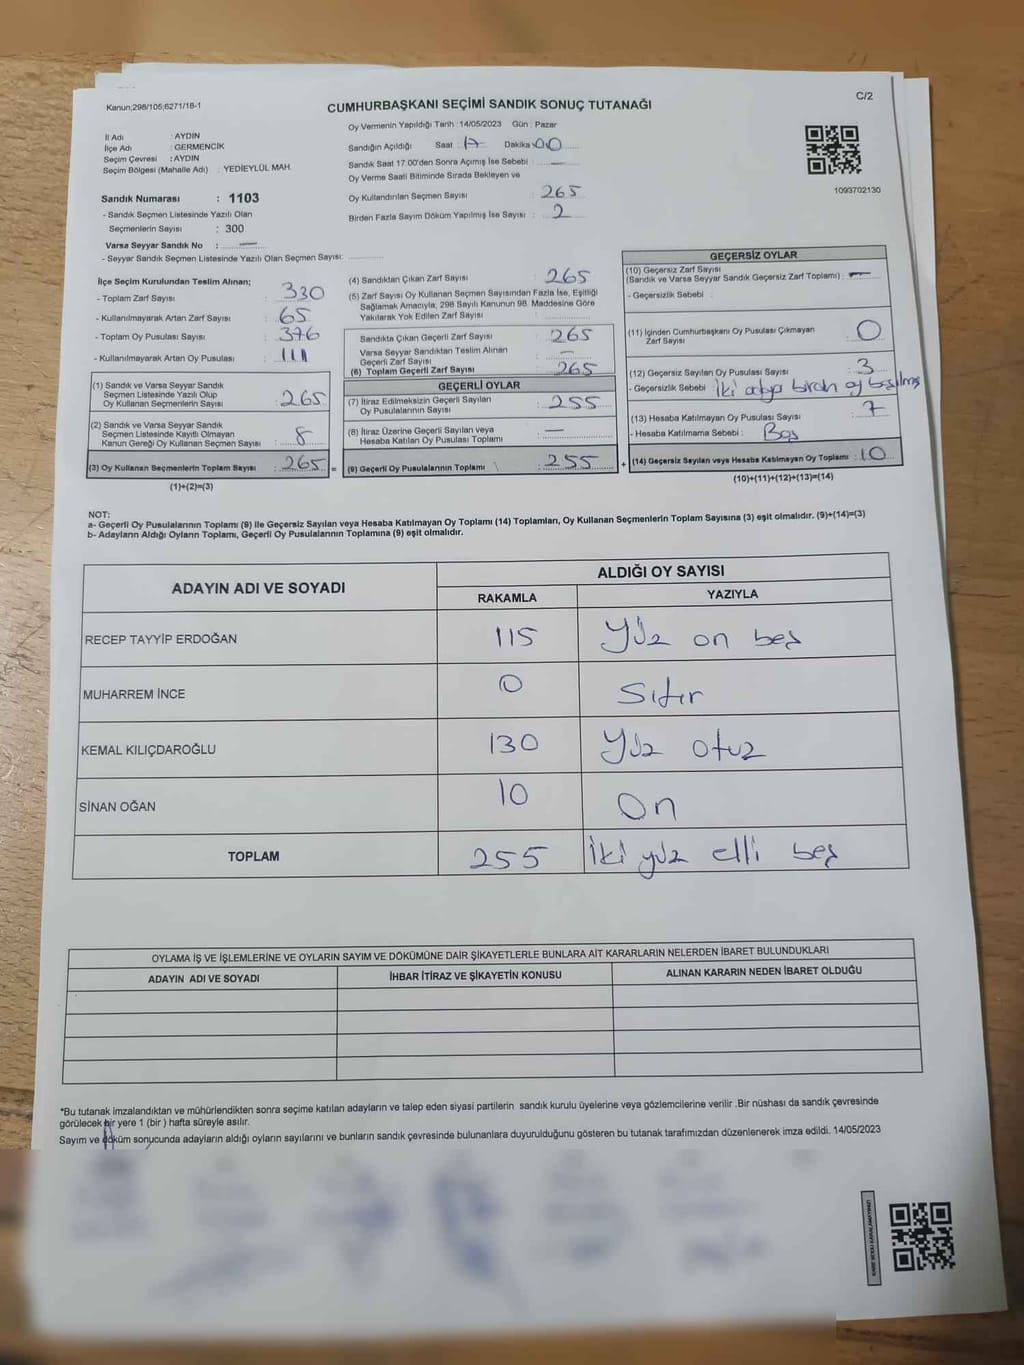 Kanun;298/105;6271/18-1
CUMHURBAŞKANI SEÇİMİ SANDIK SONUÇ TUTANAĞI
C/2
İl Adı : AYDIN
İlçe Adı : GERMENCİK
Seçim Çevresi : AYDIN
Seçim Bölgesi (Mahalle Adı) : YEDİEYLÜL MAH.
Oy Vermenin Yapıldığı Tarih :14/05/2023 Gün : Pazar
Sandığın Açıldığı Saat : 17 Dakika : 00
Sandık Saat 17:00'den Sonra Açımış İse Sebebi : —
Oy Verme Saati Bitiminde Sırada Bekleyen ve
Oy Kullandırılan Seçmen Sayısı : 265
Birden Fazla Sayım Döküm Yapılmış İse Sayısı : 2
1093702130
Sandık Numarası : 1103
- Sandık Seçmen Listesinde Yazılı Olan
Seçmenlerin Sayısı : 300
Varsa Seyyar Sandık No : —
- Seyyar Sandık Seçmen Listesinde Yazılı Olan Seçmen Sayısı:
İlçe Seçim Kurulundan Teslim Alınan;
- Toplam Zarf Sayısı : 330
- Kullanılmayarak Artan Zarf Sayısı : 65
- Toplam Oy Pusulası Sayısı : 376
- Kullanılmayarak Artan Oy Pusulası : 111
(1) Sandık ve Varsa Seyyar Sandık
Seçmen Listesinde Yazılı Olup
Oy Kullanan Seçmenlerin Sayısı : 265
(2) Sandık ve Varsa Seyyar Sandık
Seçmen Listesinde Kayıtlı Olmayan
Kanun Gereği Oy Kullanan Seçmen Sayısı : 8
(3) Oy Kullanan Seçmenlerin Toplam Sayısı : 265 =
(1)+(2)=(3)
(4) Sandıktan Çıkan Zarf Sayısı : 265
(5) Zarf Sayısı Oy Kullanan Seçmen Sayısından Fazla İse, Eşitliği
Sağlamak Amacıyla, 298 Sayılı Kanunun 98. Maddesine Göre
Yakılarak Yok Edilen Zarf Sayısı :
Sandıkta Çıkan Geçerli Zarf Sayısı : 265
Varsa Seyyar Sandıktan Teslim Alınan
Geçerli Zarf Sayısı : —
(6) Toplam Geçerli Zarf Sayısı : 265
GEÇERLİ OYLAR
(7) İtiraz Edilmeksizin Geçerli Sayılan
Oy Pusulalarının Sayısı : 255
(8) İtiraz Üzerine Geçerli Sayılan veya
Hesaba Katılan Oy Pusulası Toplamı : —
(9) Geçerli Oy Pusulalarının Toplamı : 255 +
GEÇERSİZ OYLAR
(10) Geçersiz Zarf Sayısı
(Sandık ve Varsa Seyyar Sandık Geçersiz Zarf Toplamı) : —
- Geçersizlik Sebebi :
(11) İçinden Cumhurbaşkanı Oy Pusulası Çıkmayan
Zarf Sayısı : 0
(12) Geçersiz Sayılan Oy Pusulası Sayısı : 3
- Geçersizlik Sebebi : iki adya birden oy basılmış
(13) Hesaba Katılmayan Oy Pusulası Sayısı : 7
- Hesaba Katılmama Sebebi : Boş
(14) Geçersiz Sayılan veya Hesaba Katılmayan Oy Toplamı : 10
(10)+(11)+(12)+(13)=(14)
NOT:
a- Geçerli Oy Pusulalarının Toplamı (9) ile Geçersiz Sayılan veya Hesaba Katılmayan Oy Toplamı (14) Toplamları, Oy Kullanan Seçmenlerin Toplam Sayısına (3) eşit olmalıdır. (9)+(14)=(3)
b- Adayların Aldığı Oyların Toplamı, Geçerli Oy Pusulalarının Toplamına (9) eşit olmalıdır.
ADAYIN ADI VE SOYADI
ALDIĞI OY SAYISI
RAKAMLA YAZIYLA
RECEP TAYYİP ERDOĞAN 115 Yüz on beş
MUHARREM İNCE 0 Sıfır
KEMAL KILIÇDAROĞLU 130 Yüz otuz
SİNAN OĞAN 10 On
TOPLAM 255 İki yüz elli beş
OYLAMA İŞ VE İŞLEMLERİNE VE OYLARIN SAYIM VE DÖKÜMÜNE DAİR ŞİKAYETLERLE BUNLARA AİT KARARLARIN NELERDEN İBARET BULUNDUKLARI
ADAYIN ADI VE SOYADI İHBAR İTİRAZ VE ŞİKAYETİN KONUSU ALINAN KARARIN NEDEN İBARET OLDUĞU
*Bu tutanak imzalandıktan ve mühürlendikten sonra seçime katılan adayların ve talep eden siyasi partilerin sandık kurulu üyelerine veya gözlemcilerine verilir .Bir nüshası da sandık çevresinde
görülecek bir yere 1 (bir ) hafta süreyle asılır.
Sayım ve döküm sonucunda adayların aldığı oyların sayılarını ve bunların sandık çevresinde bulunanlara duyurulduğunu gösteren bu tutanak tarafımızdan düzenlenerek imza edildi. 14/05/2023